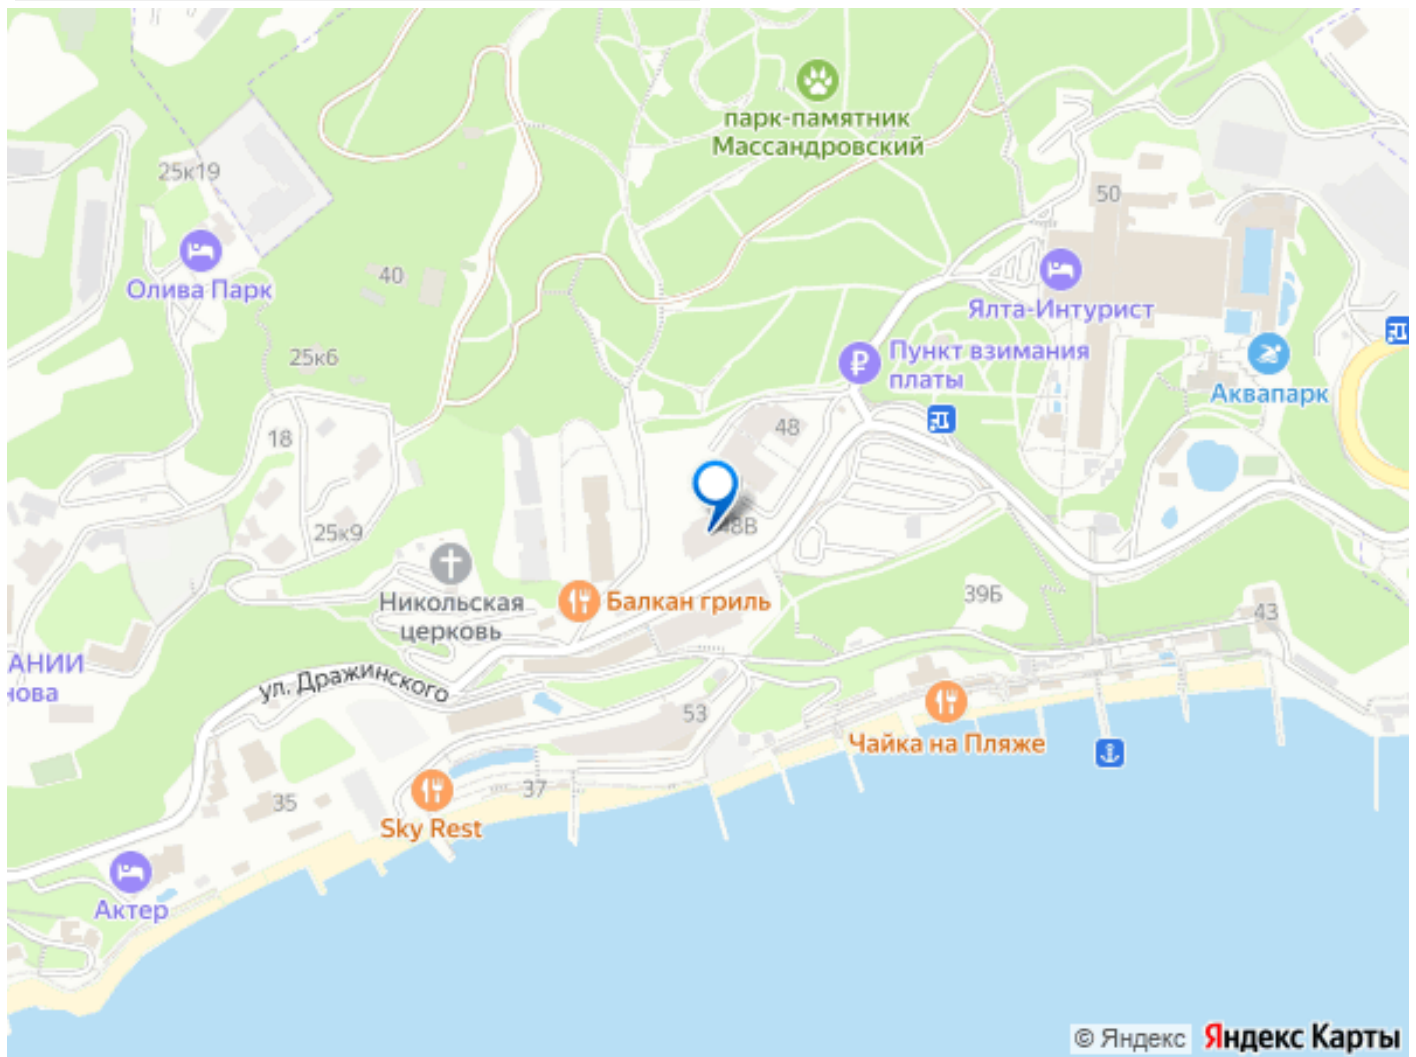 парк-памятник
Массандровский
25к19
50
Олива Парк
40
Ялта-Интурист
25к6
Пункт взимания
платы
Аквапарк
18
48
25к9
48В
Никольская
церковь
Балкан гриль
39Б
43
АНИИ
нова
ул. Дражинского
53
Чайка на Пляже
35
37
Sky Rest
Актер
© Яндекс Яндекс Карты